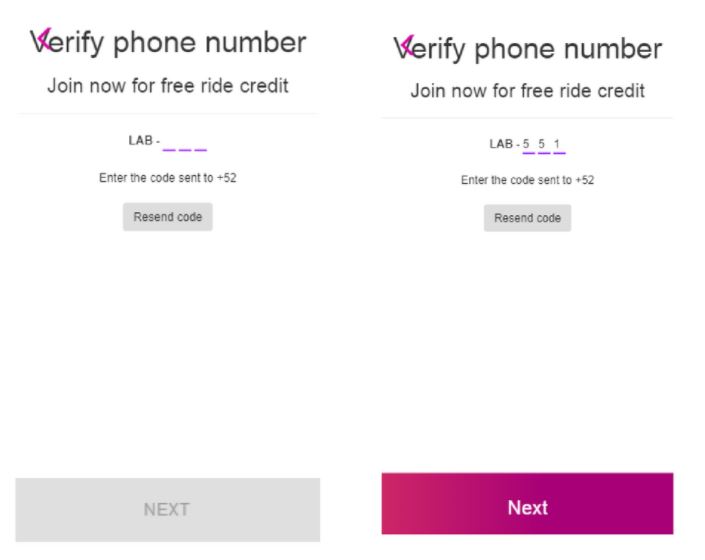 Verify phone number
Join now for free ride credit
LAB - _ _ _
Enter the code sent to +52
Resend code
NEXT
Verify phone number
Join now for free ride credit
LAB - 5 5 1
Enter the code sent to +52
Resend code
Next